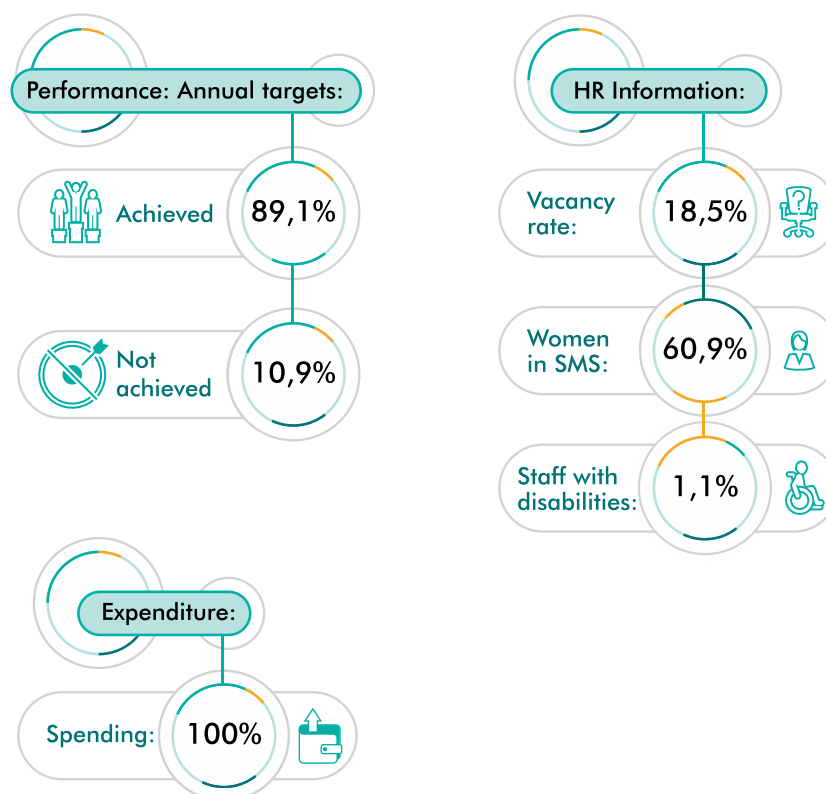 Performance: Annual targets:
Achieved
89,1%
Not
achieved
10,9%
HR Information:
Vacancy
rate:
18,5%
?
Women
in SMS:
60,9%
Staff with
disabilities:
1,1%
Expenditure:
Spending:
100%